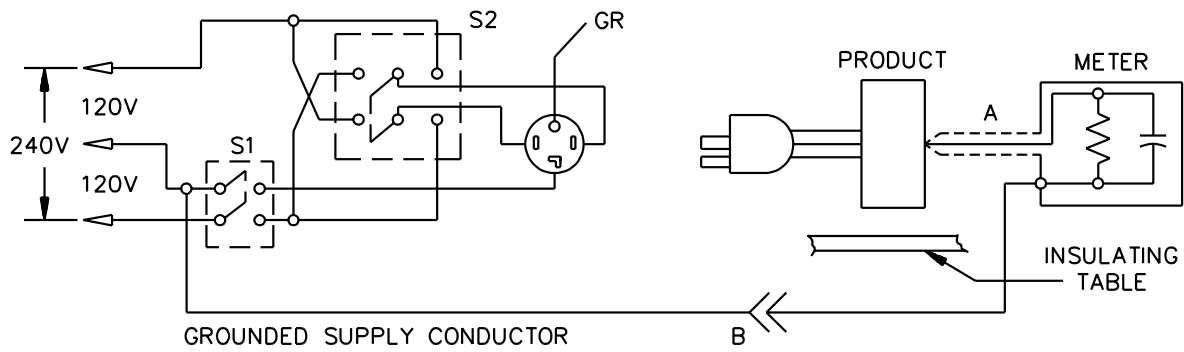 S2
GR
120V
240V
120V
S1
PRODUCT
METER
A
INSULATING
TABLE
GROUNDED SUPPLY CONDUCTOR
B